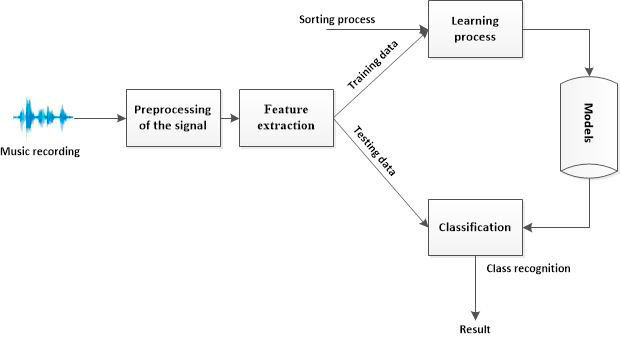 Sorting process
Learning
process
Training data
Models
Preprocessing
of the signal
Feature
extraction
Music recording
Testing data
Classification
Class recognition
Result